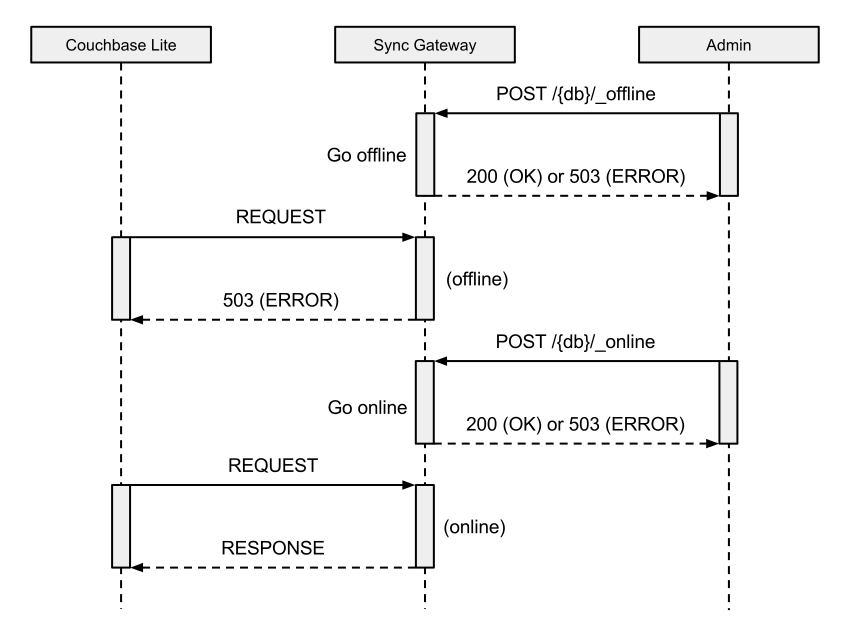 Couchbase Lite
Sync Gateway
Admin
POST /{db}/_offline
Go offline
200 (OK) or 503 (ERROR)
REQUEST
(offline)
503 (ERROR)
POST /{db}/_online
Go online
200 (OK) or 503 (ERROR)
REQUEST
(online)
RESPONSE